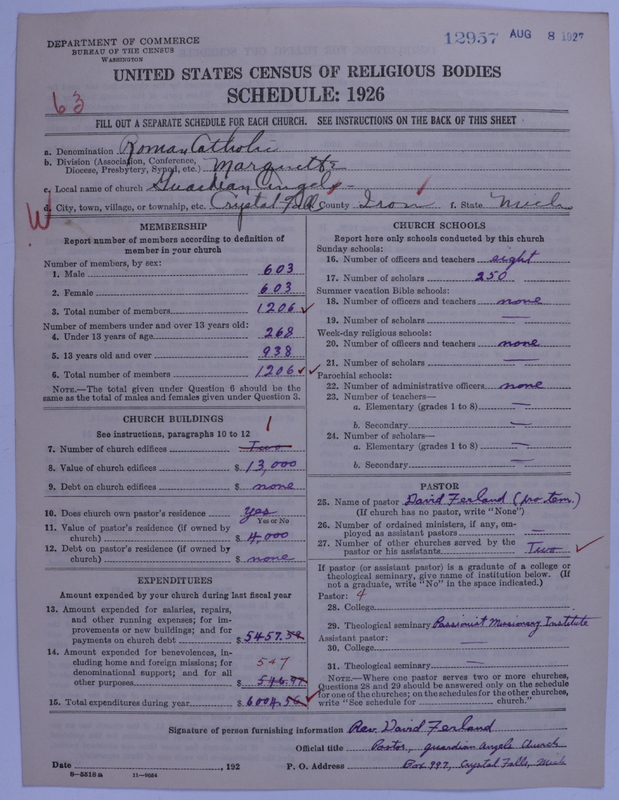 DEPARTMENT OF COMMERCE
BUREAU OF THE CENSUS
WASHINGTON
12957 AUG 8 1927
UNITED STATES CENSUS OF RELIGIOUS BODIES
SCHEDULE: 1926
63
FILL OUT A SEPARATE SCHEDULE FOR EACH CHURCH. SEE INSTRUCTIONS ON THE BACK OF THIS SHEET
a. Denomination Roman Catholic
b. Division (Association, Conference, Diocese, Presbytery, Synod, etc.) Marquette
c. Local name of church Guardian Angels
W
d. City, town, village, or township, etc. Crystal Falls County Iron f. State Mich
MEMBERSHIP
Report number of members according to definition of
member in your church
Number of members, by sex:
1. Male 603
2. Female 603
3. Total number of members 1206
Number of members under and over 13 years old:
4. Under 13 years of age 268
5. 13 years old and over 938
6. Total number of members 1206
NOTE.—The total given under Question 6 should be the
same as the total of males and females given under Question 3.
CHURCH BUILDINGS
See instructions, paragraphs 10 to 12
1
7. Number of church edifices Two
8. Value of church edifices $ 13,000
9. Debt on church edifices $ none
10. Does church own pastor's residence yes
Yes or No
11. Value of pastor's residence (if owned by
church) $ 4,000
12. Debt on pastor's residence (if owned by
church) $ none
EXPENDITURES
Amount expended by your church during last fiscal year
13. Amount expended for salaries, repairs,
and other running expenses; for im-
provements or new buildings; and for
payments on church debt $ 5457.59
14. Amount expended for benevolences, in-
cluding home and foreign missions; for 547
denominational support; and for all
other purposes $ 546.97
15. Total expenditures during year $ 6004.56
CHURCH SCHOOLS
Report here only schools conducted by this church
Sunday schools:
16. Number of officers and teachers eight
17. Number of scholars 250
Summer vacation Bible schools:
18. Number of officers and teachers none
19. Number of scholars —
Week-day religious schools:
20. Number of officers and teachers none
21. Number of scholars —
Parochial schools:
22. Number of administrative officers none
23. Number of teachers—
a. Elementary (grades 1 to 8) —
b. Secondary —
24. Number of scholars—
a. Elementary (grades 1 to 8) —
b. Secondary —
PASTOR
25. Name of pastor David Ferland (pro tem.)
(If church has no pastor, write "None")
26. Number of ordained ministers, if any, em-
ployed as assistant pastors —
27. Number of other churches served by the
pastor or his assistants Two
If pastor (or assistant pastor) is a graduate of a college or
theological seminary, give name of institution below. (If
not a graduate, write "No" in the space indicated.)
Pastor: 4
28. College
29. Theological seminary Passionist Missionary Institute
Assistant pastor:
30. College
31. Theological seminary —
NOTE.—Where one pastor serves two or more churches,
Questions 28 and 29 should be answered only on the schedule
for one of the churches; on the schedules for the other churches,
write "See schedule for church."
Signature of person furnishing information Rev. David Ferland
Official title Pastor, guardian angels Church
Date , 192 P. O. Address Box 997, Crystal Falls, Mich
8—5518 a 11—9054